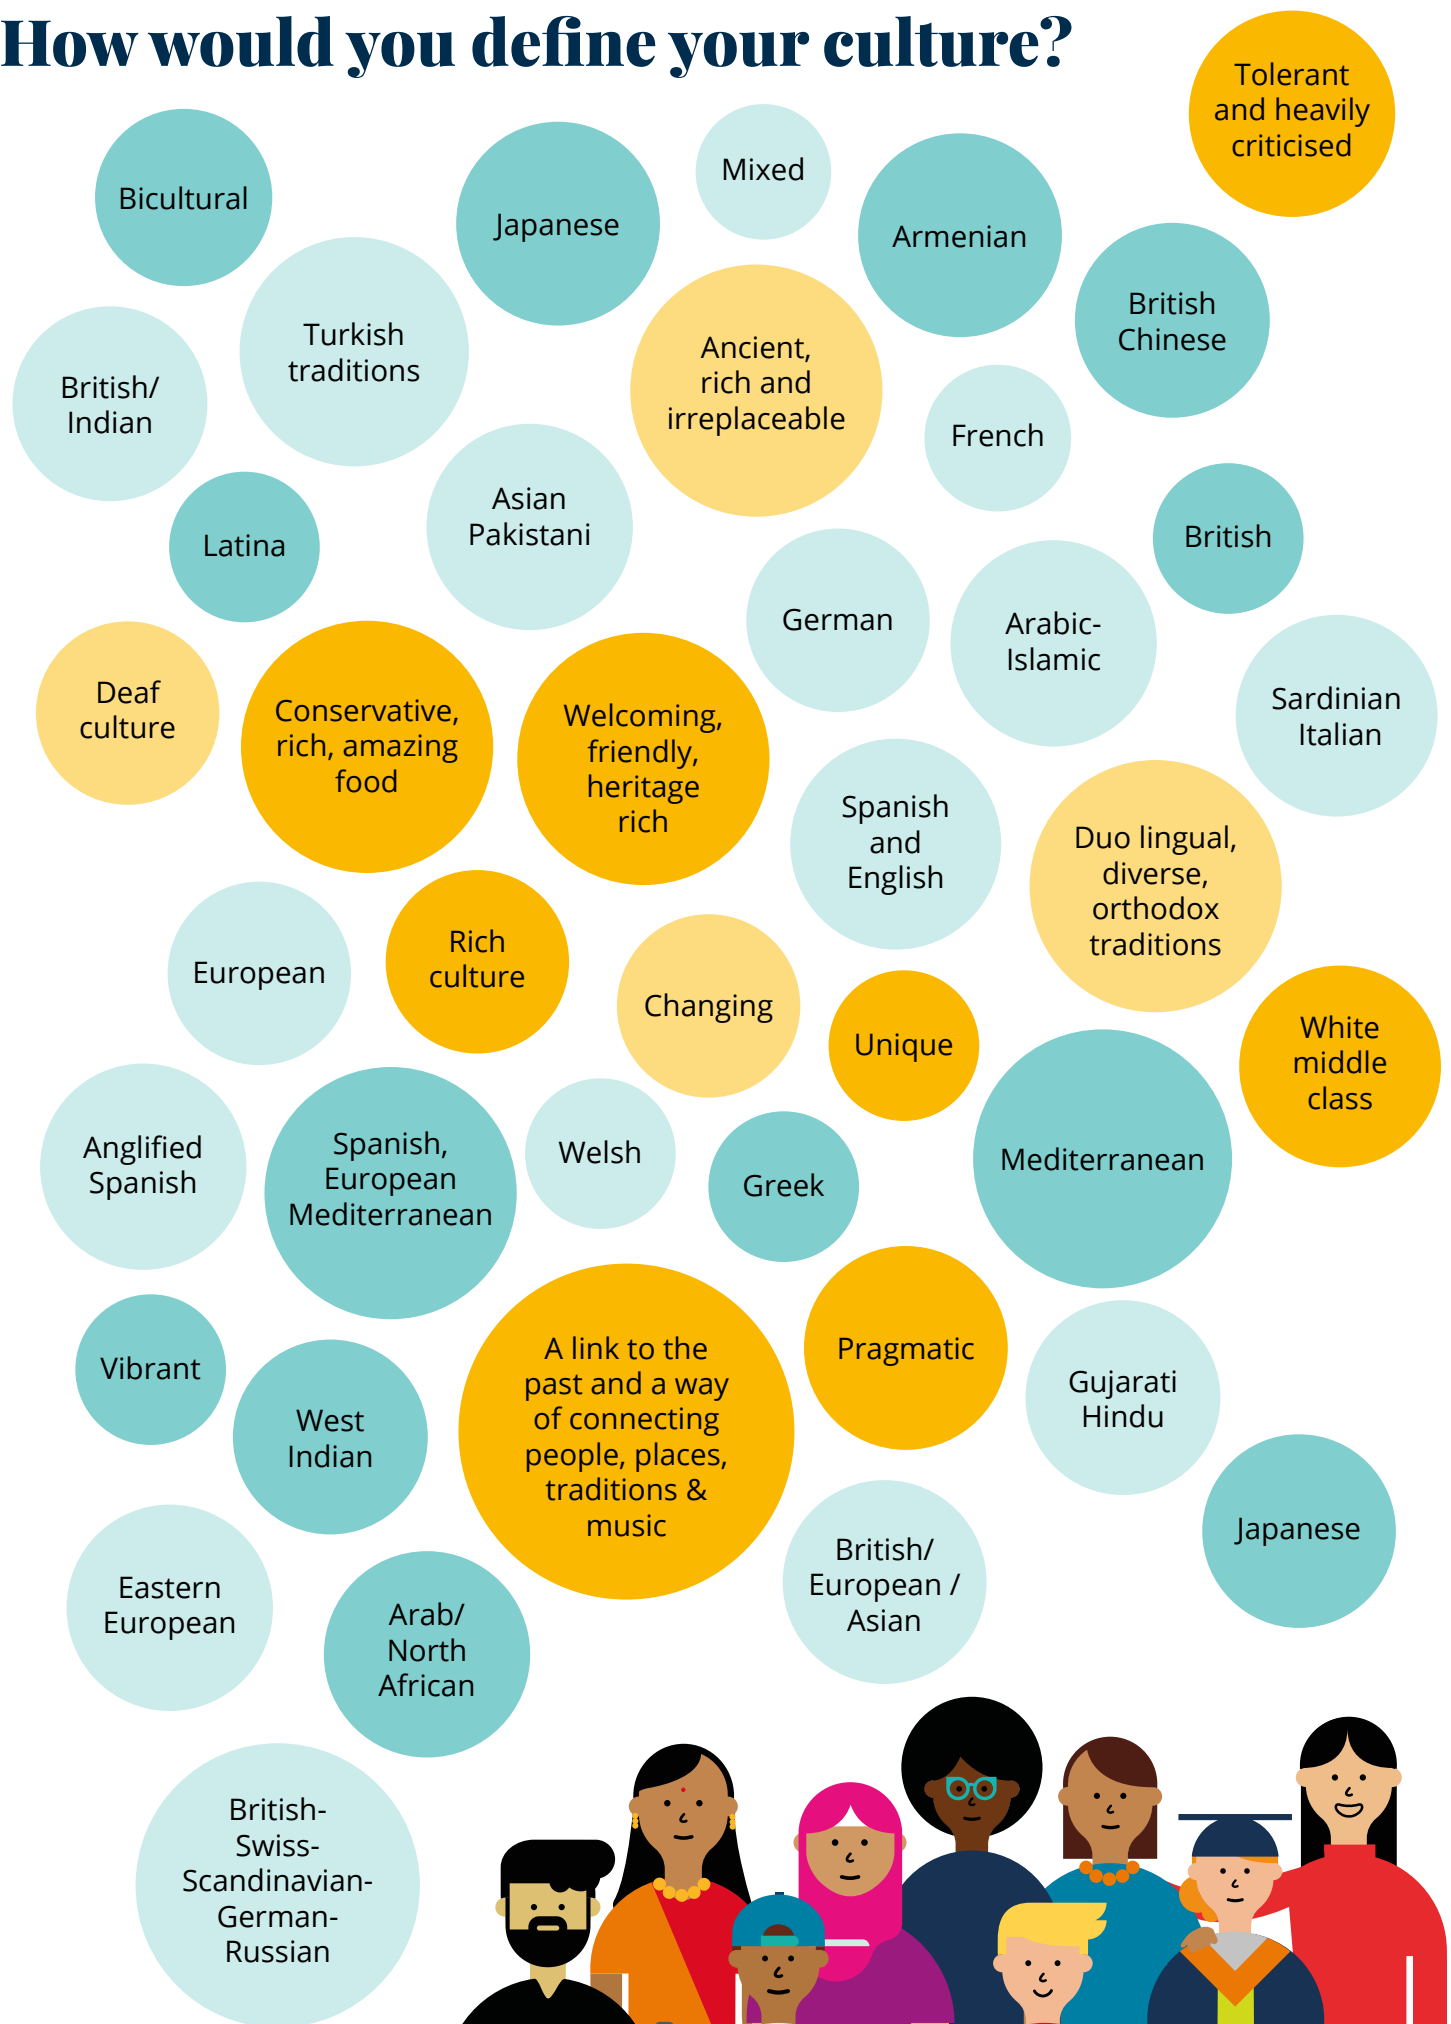 How would you define your culture?
Tolerant
and heavily
criticised
Bicultural
Japanese
Mixed
Armenian
British
Chinese
Turkish
traditions
British/
Indian
Ancient,
rich and
irreplaceable
French
Latina
Asian
Pakistani
British
German
Arabic-
Islamic
Deaf
culture
Conservative,
rich, amazing
food
Welcoming,
friendly,
heritage
rich
Sardinian
Italian
Spanish
and
English
Duo lingual,
diverse,
orthodox
traditions
European
Rich
culture
Changing
Unique
White
middle
class
Anglified
Spanish
Spanish,
European
Mediterranean
Welsh
Greek
Mediterranean
Vibrant
West
Indian
A link to the
past and a way
of connecting
people, places,
traditions &
music
Pragmatic
Gujarati
Hindu
Japanese
Eastern
European
Arab/
North
African
British/
European /
Asian
British-
Swiss-
Scandinavian-
German-
Russian